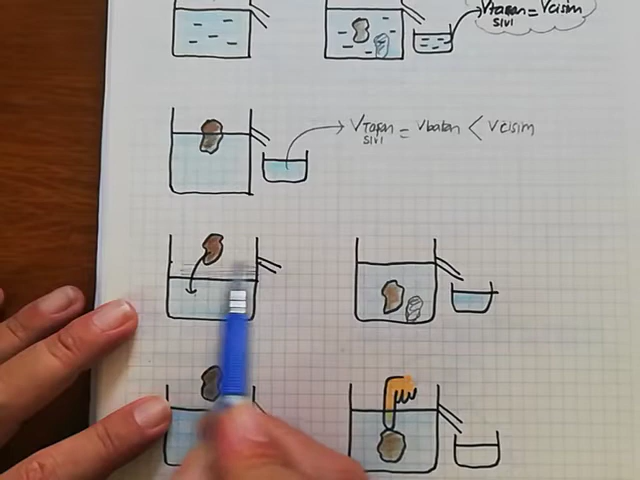 Vtaşan = Vcisim
sıvı
VTaşan = Vbatan < Vcisim
sıvı